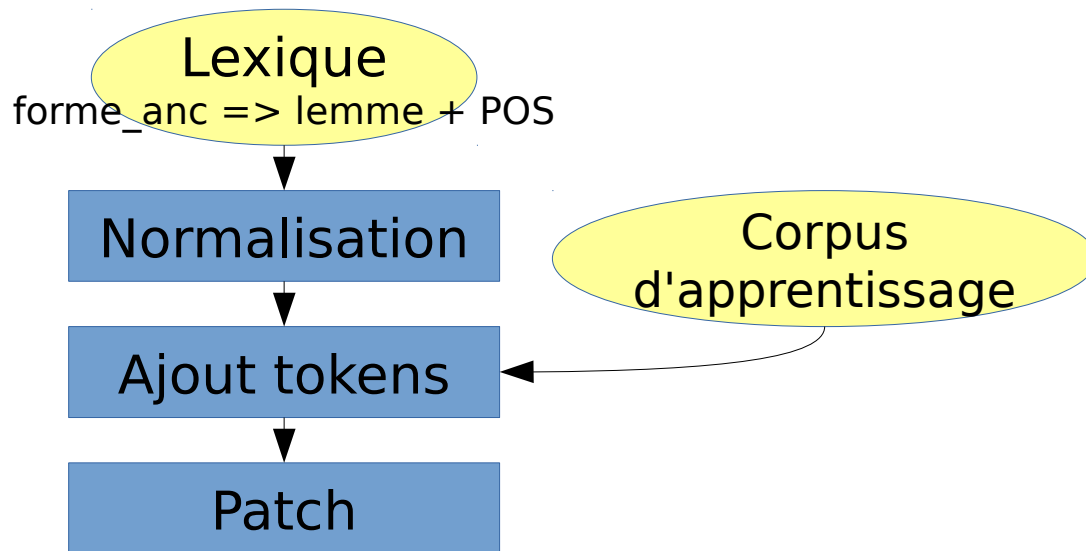 Lexique
forme_anc => lemme + POS
Normalisation
Corpus
d'apprentissage
Ajout tokens
Patch